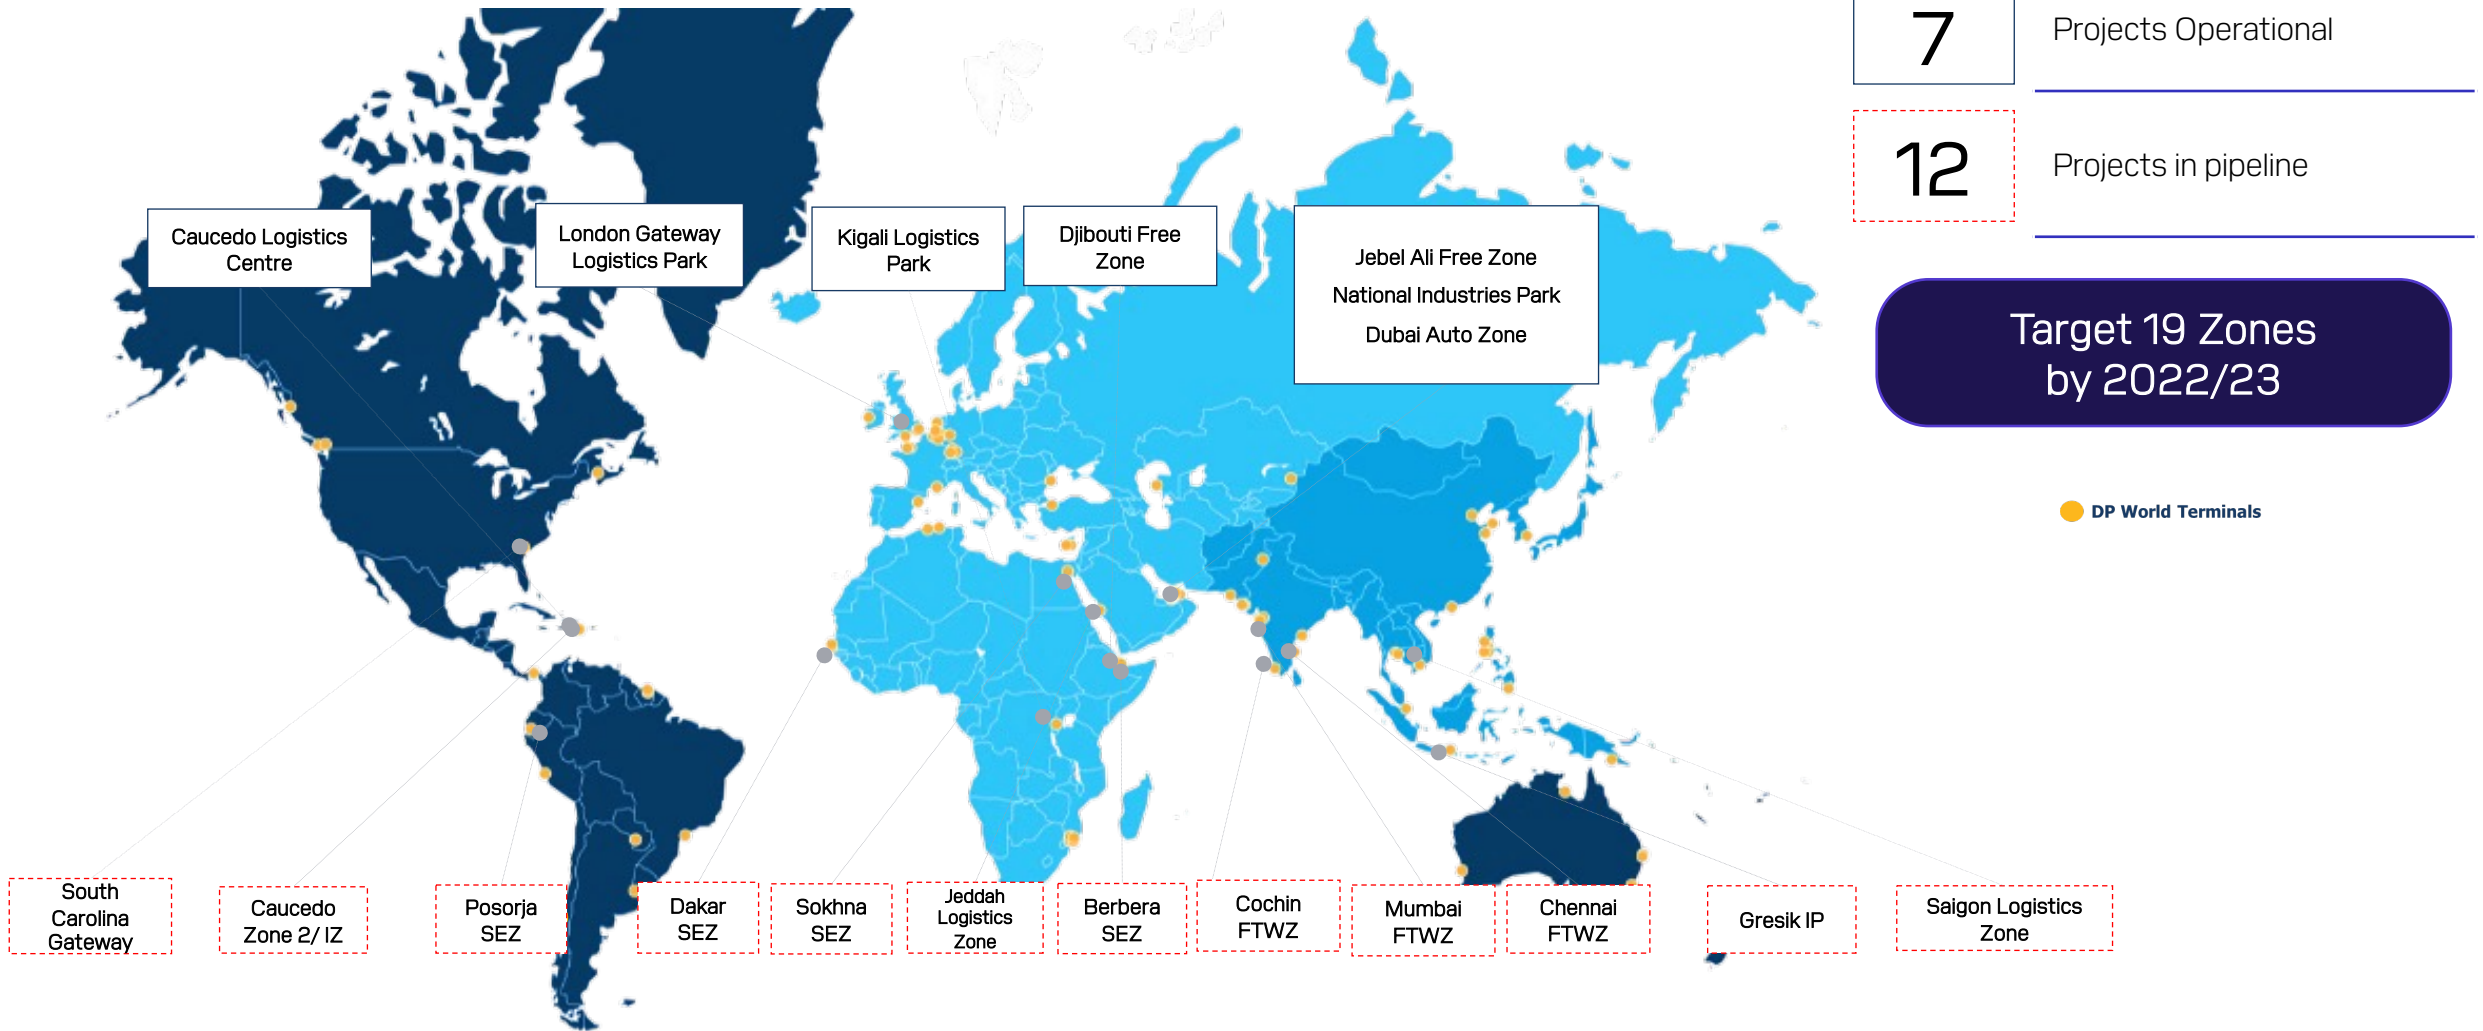 7
Projects Operational
12
Projects in pipeline
Caucedo Logistics
Centre
London Gateway
Logistics Park
Kigali Logistics
Park
Djibouti Free
Zone
Jebel Ali Free Zone
National Industries Park
Dubai Auto Zone
Target 19 Zones
by 2022/23
DP World Terminals
South
Carolina
Gateway
Caucedo
Zone 2/ IZ
Posorja
SEZ
Dakar
SEZ
Sokhna
SEZ
Jeddah
Logistics
Zone
Berbera
SEZ
Cochin
FTWZ
Mumbai
FTWZ
Chennai
FTWZ
Gresik IP
Saigon Logistics
Zone